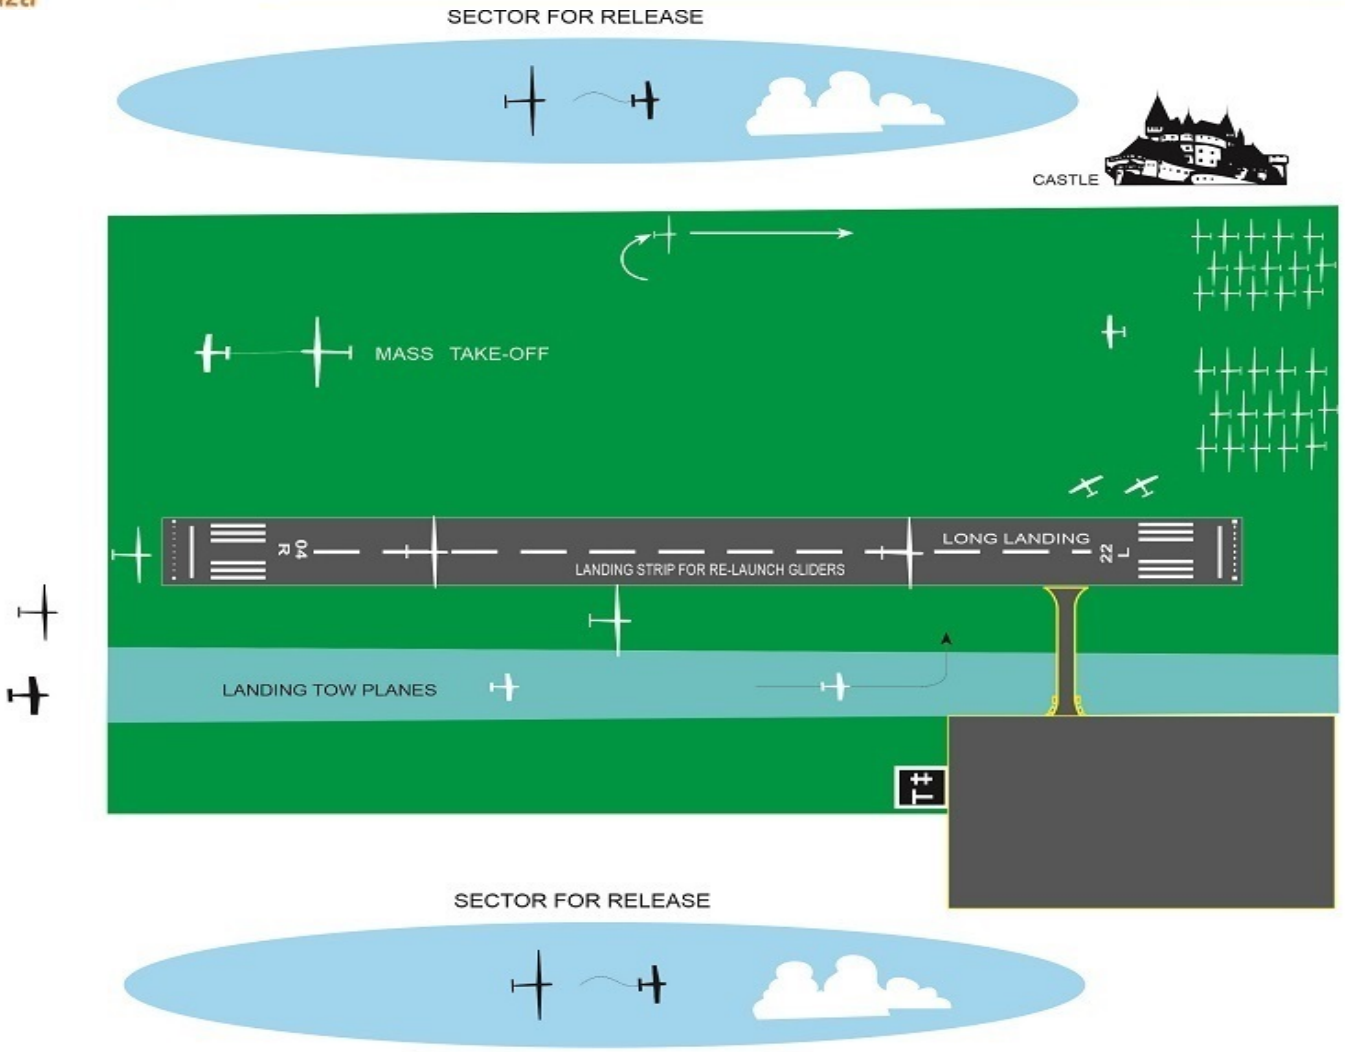 SECTOR FOR RELEASE
CASTLE
MASS TAKE-OFF
04
R
LONG LANDING
22
L
LANDING STRIP FOR RE-LAUNCH GLIDERS
LANDING TOW PLANES
T
SECTOR FOR RELEASE